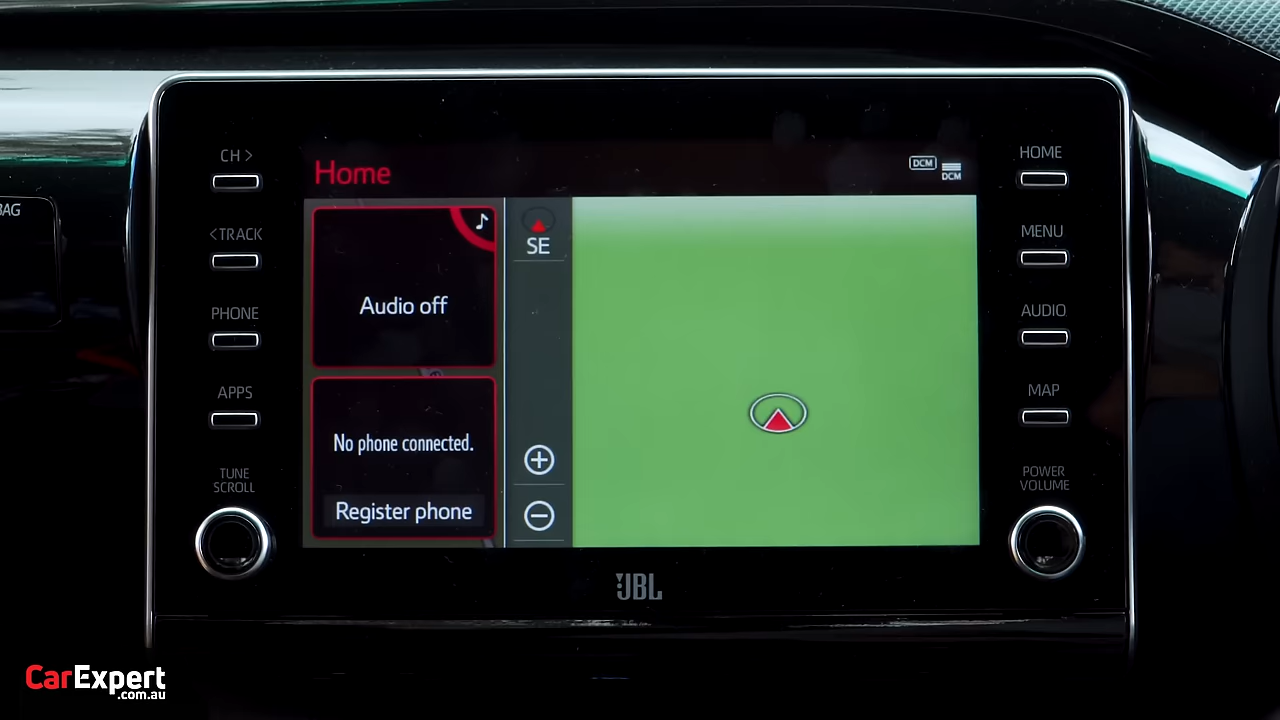 CH >
HOME
Home
DCM
DCM
BAG
< TRACK
MENU
SE
Audio off
PHONE
AUDIO
APPS
MAP
No phone connected.
Register phone
TUNE
SCROLL
POWER
VOLUME
JBL
CarExpert
.com.au